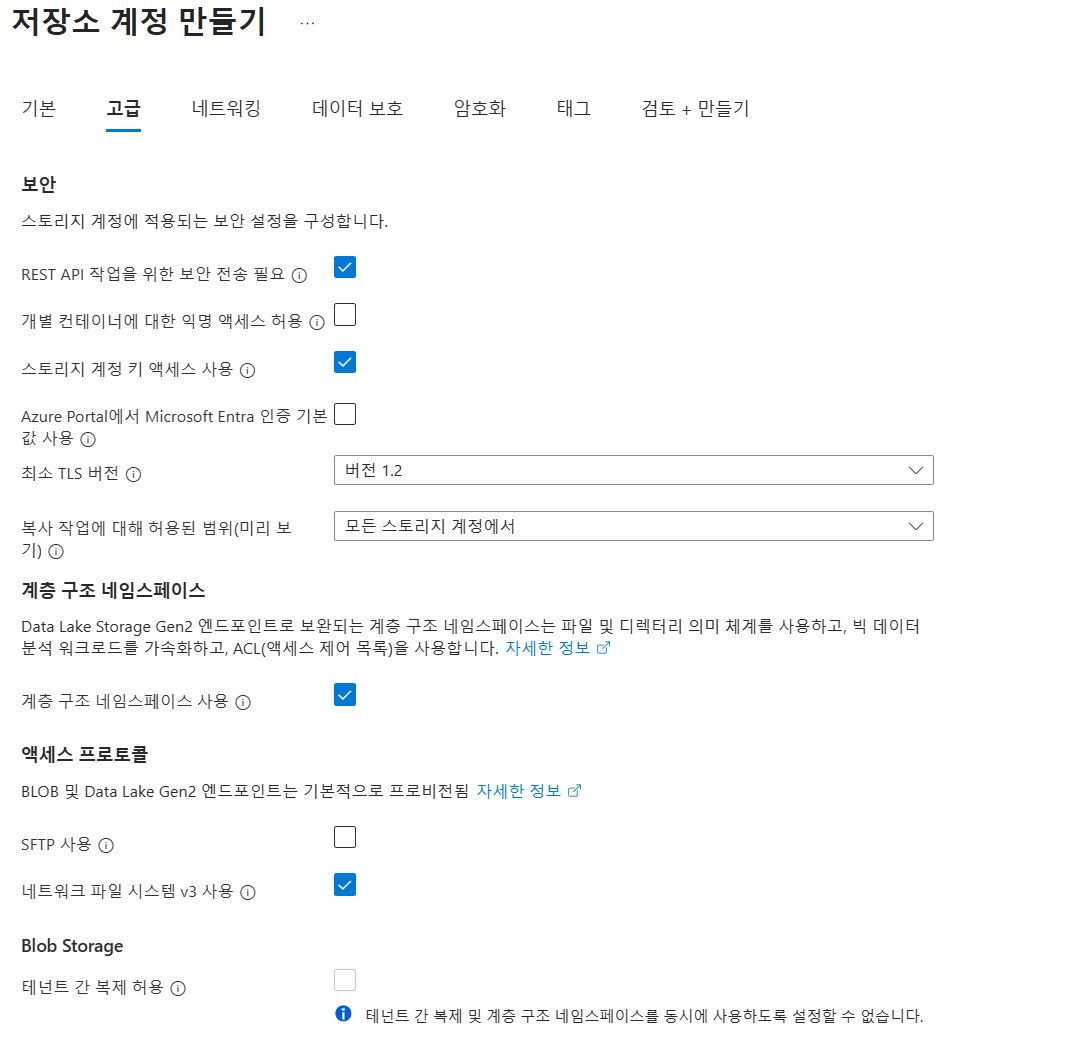 저장소 계정 만들기 ...
기본 고급 네트워킹 데이터 보호 암호화 태그 검토 + 만들기
보안
스토리지 계정에 적용되는 보안 설정을 구성합니다.
REST API 작업을 위한 보안 전송 필요
개별 컨테이너에 대한 익명 액세스 허용
스토리지 계정 키 액세스 사용
Azure Portal에서 Microsoft Entra 인증 기본
값 사용
최소 TLS 버전 버전 1.2
복사 작업에 대해 허용된 범위(미리 보 모든 스토리지 계정에서
기)
계층 구조 네임스페이스
Data Lake Storage Gen2 엔드포인트로 보완되는 계층 구조 네임스페이스는 파일 및 디렉터리 의미 체계를 사용하고, 빅 데이터
분석 워크로드를 가속화하고, ACL(액세스 제어 목록)을 사용합니다. 자세한 정보
계층 구조 네임스페이스 사용
액세스 프로토콜
BLOB 및 Data Lake Gen2 엔드포인트는 기본적으로 프로비전됨 자세한 정보
SFTP 사용
네트워크 파일 시스템 v3 사용
Blob Storage
테넌트 간 복제 허용
테넌트 간 복제 및 계층 구조 네임스페이스를 동시에 사용하도록 설정할 수 없습니다.